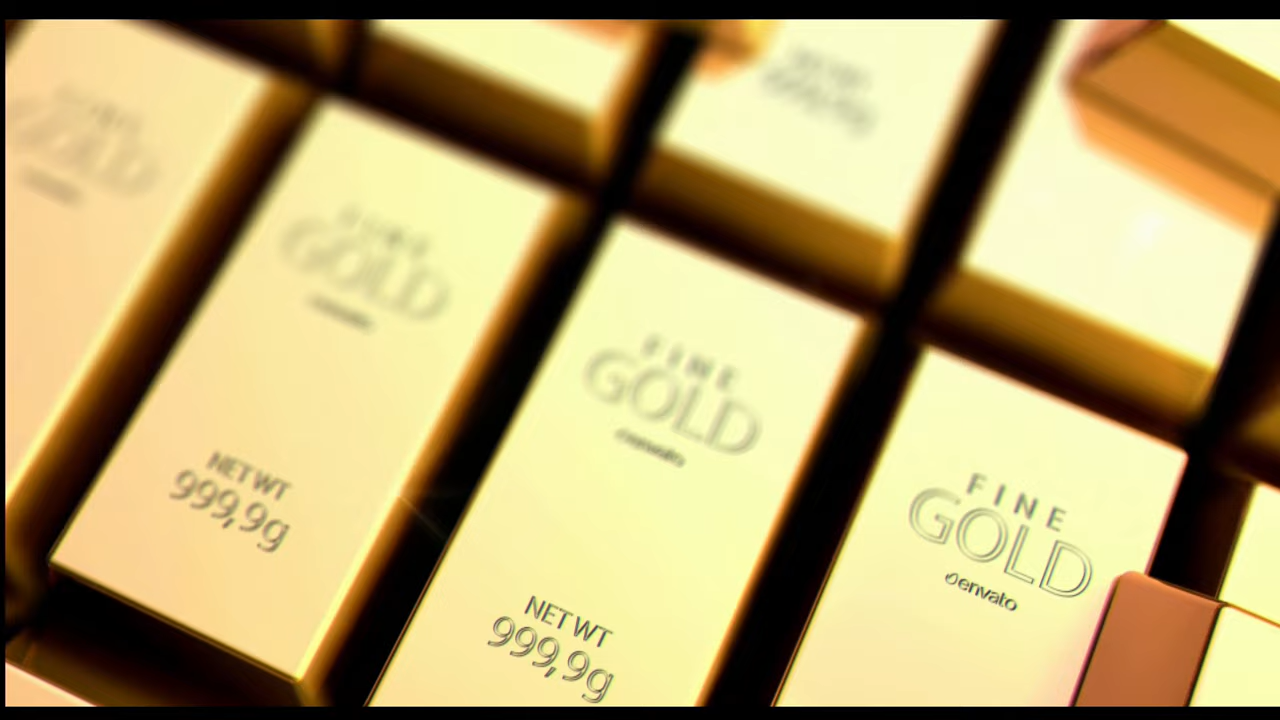 FINE
GOLD
NET WT
999,9g
FINE
GOLD
envato
NET WT
999,9g
FINE
GOLD
envato